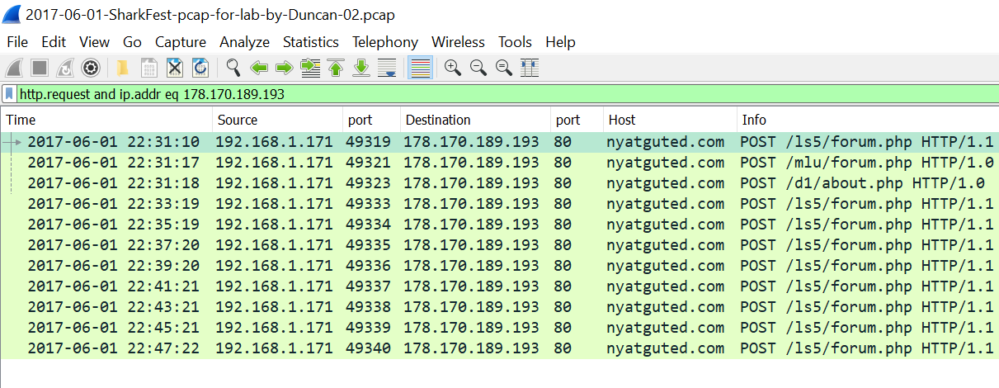 2017-06-01-SharkFest-pcap-for-lab-by-Duncan-02.pcap
File Edit View Go Capture Analyze Statistics Telephony Wireless Tools Help
http.request and ip.addr eq 178.170.189.193
Time Source port Destination port Host Info
2017-06-01 22:31:10 192.168.1.171 49319 178.170.189.193 80 nyatguted.com POST /ls5/forum.php HTTP/1.1
2017-06-01 22:31:17 192.168.1.171 49321 178.170.189.193 80 nyatguted.com POST /mlu/forum.php HTTP/1.0
2017-06-01 22:31:18 192.168.1.171 49323 178.170.189.193 80 nyatguted.com POST /d1/about.php HTTP/1.0
2017-06-01 22:33:19 192.168.1.171 49333 178.170.189.193 80 nyatguted.com POST /ls5/forum.php HTTP/1.1
2017-06-01 22:35:19 192.168.1.171 49334 178.170.189.193 80 nyatguted.com POST /ls5/forum.php HTTP/1.1
2017-06-01 22:37:20 192.168.1.171 49335 178.170.189.193 80 nyatguted.com POST /ls5/forum.php HTTP/1.1
2017-06-01 22:39:20 192.168.1.171 49336 178.170.189.193 80 nyatguted.com POST /ls5/forum.php HTTP/1.1
2017-06-01 22:41:21 192.168.1.171 49337 178.170.189.193 80 nyatguted.com POST /ls5/forum.php HTTP/1.1
2017-06-01 22:43:21 192.168.1.171 49338 178.170.189.193 80 nyatguted.com POST /ls5/forum.php HTTP/1.1
2017-06-01 22:45:21 192.168.1.171 49339 178.170.189.193 80 nyatguted.com POST /ls5/forum.php HTTP/1.1
2017-06-01 22:47:22 192.168.1.171 49340 178.170.189.193 80 nyatguted.com POST /ls5/forum.php HTTP/1.1